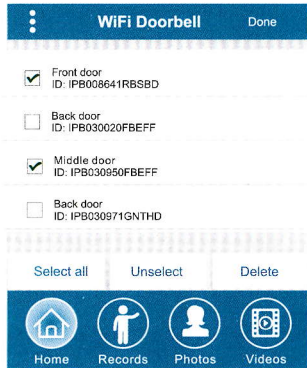 WiFi Doorbell Done
Front door
ID: IPB008641RBSBD
Back door
ID: IPB030020FBEFF
Middle door
ID: IPB030950FBEFF
Back door
ID: IPB030971GNTHD
Select all Unselect Delete
Home Records Photos Videos